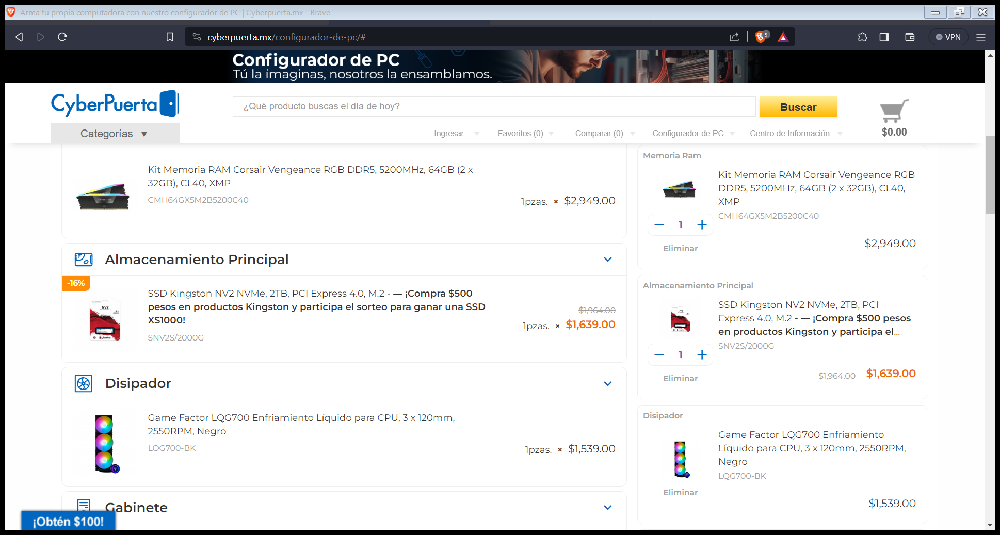 Arma tu propia computadora con nuestro configurador de PC | Cyberpuerta.mx - Brave
cyberpuerta.mx/configurador-de-pc/#
5
VPN
Configurador de PC
Tú la imaginas, nosotros la ensamblamos.
CyberPuerta
¿Qué producto buscas el día de hoy?
Buscar
Categorías
Ingresar
Favoritos (0)
Comparar (0)
Configurador de PC
Centro de Información
$0.00
Kit Memoria RAM Corsair Vengeance RGB DDR5, 5200MHz, 64GB (2 x
32GB), CL40, XMP
CMH64GX5M2B5200C40
1pzas. × $2,949.00
Almacenamiento Principal
-16%
SSD Kingston NV2 NVMe, 2TB, PCI Express 4.0, M.2 - — ¡Compra $500
pesos en productos Kingston y participa el sorteo para ganar una SSD
XS1000!
SNV2S/2000G
$1,964.00
1pzas. × $1,639.00
NV2
Disipador
Game Factor LQG700 Enfriamiento Líquido para CPU, 3 x 120mm,
2550RPM, Negro
LQG700-BK
1pzas. × $1,539.00
Gabinete
¡Obtén $100!
Memoria Ram
Kit Memoria RAM Corsair Vengeance RGB
DDR5, 5200MHz, 64GB (2 x 32GB), CL40,
XMP
CMH64GX5M2B5200C40
1
Eliminar
$2,949.00
Almacenamiento Principal
SSD Kingston NV2 NVMe, 2TB, PCI
Express 4.0, M.2 - — ¡Compra $500 pesos
en productos Kingston y participa el...
SNV2S/2000G
1
Eliminar
$1,964.00 $1,639.00
Disipador
Game Factor LQG700 Enfriamiento
Líquido para CPU, 3 x 120mm, 2550RPM,
Negro
LQG700-BK
Eliminar
$1,539.00